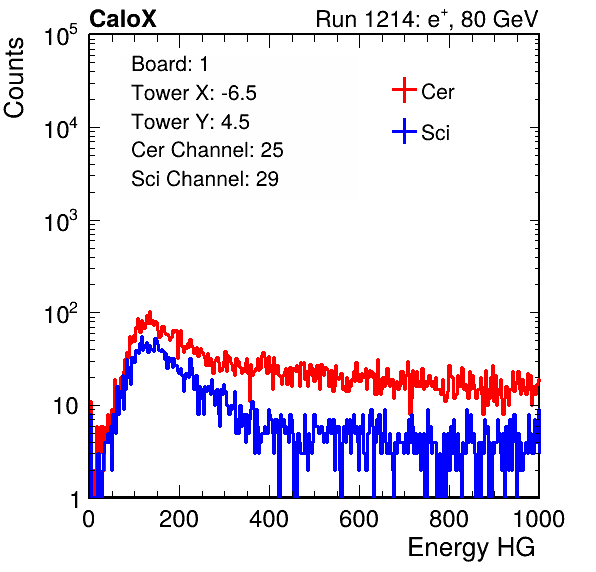 CaloX Run 1214: e⁺, 80 GeV
Counts
10⁵
10⁴
10³
10²
10
1
Board: 1
Tower X: -6.5
Tower Y: 4.5
Cer Channel: 25
Sci Channel: 29
Cer
Sci
0 200 400 600 800 1000
Energy HG